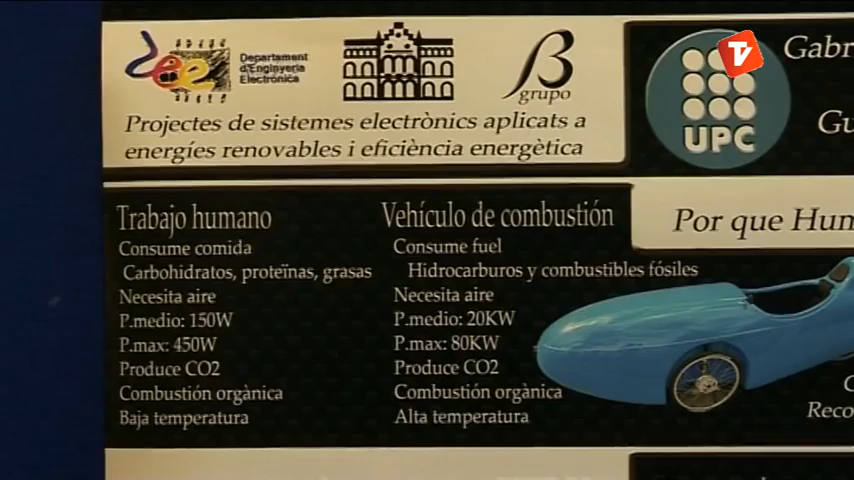 dee
Departament
d'Enginyeria
Electrònica
β
grupo
Projectes de sistemes electrònics aplicats a
energíes renovables i eficiència energètica
TV
UPC
Gabr
Gu
Trabajo humano
Consume comida
Carbohidratos, proteïnas, grasas
Necesita aire
P.medio: 150W
P.max: 450W
Produce CO2
Combustión orgànica
Baja temperatura
Vehículo de combustión
Consume fuel
Hidrocarburos y combustibles fósiles
Necesita aire
P.medio: 20KW
P.max: 80KW
Produce CO2
Combustión orgànica
Alta temperatura
Por que Hum
Reco